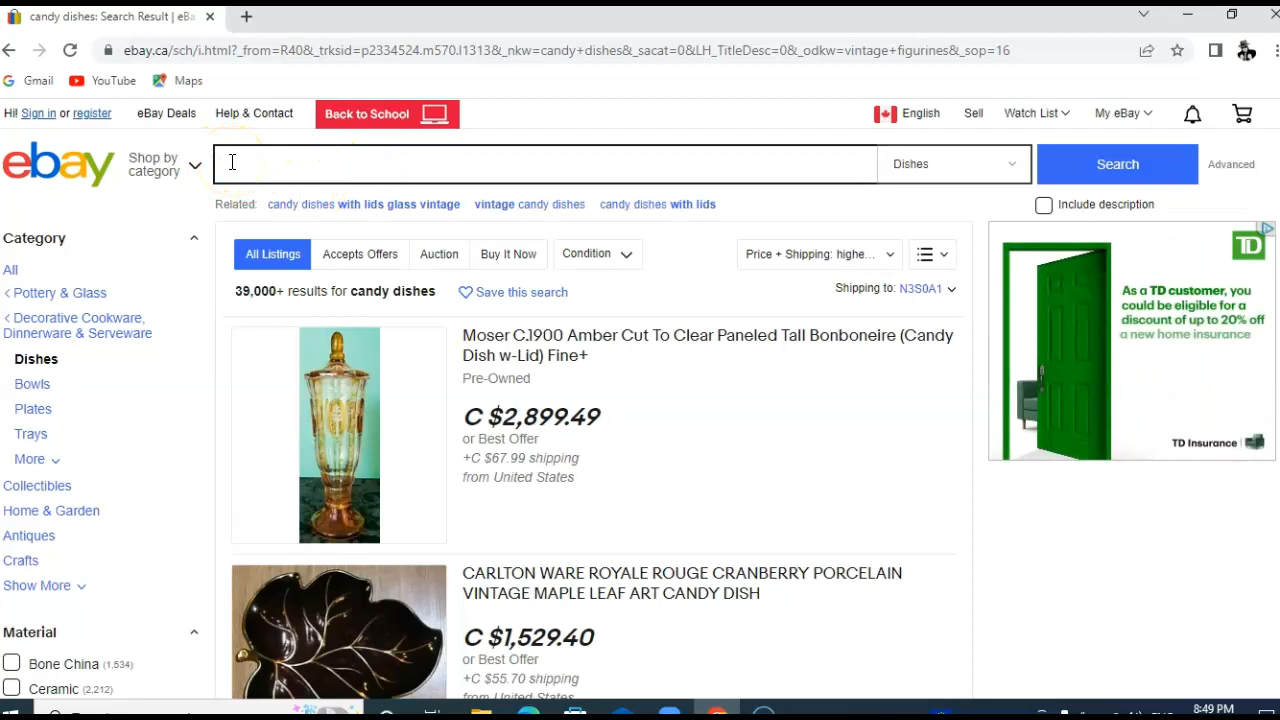 candy dishes: Search Result | eBa
ebay.ca/sch/i.html?_from=R40&_trksid=p2334524.m570.l1313&_nkw=candy+dishes&_sacat=0&LH_TitleDesc=0&_odkw=vintage+figurines&_sop=16
Gmail YouTube Maps
Hi! Sign in or register eBay Deals Help & Contact Back to School English Sell Watch List My eBay
ebay Shop by category Dishes Search Advanced
Related: candy dishes with lids glass vintage vintage candy dishes candy dishes with lids Include description
Category
All
< Pottery & Glass
< Decorative Cookware,
Dinnerware & Serveware
Dishes
Bowls
Plates
Trays
More
Collectibles
Home & Garden
Antiques
Crafts
Show More
Material
Bone China (1,534)
Ceramic (2,212)
All Listings Accepts Offers Auction Buy It Now Condition Price + Shipping: highe...
39,000+ results for candy dishes Save this search Shipping to: N3S0A1
Moser C.1900 Amber Cut To Clear Paneled Tall Bonboneire (Candy
Dish w-Lid) Fine+
Pre-Owned
C $2,899.49
or Best Offer
+C $67.99 shipping
from United States
CARLTON WARE ROYALE ROUGE CRANBERRY PORCELAIN
VINTAGE MAPLE LEAF ART CANDY DISH
C $1,529.40
or Best Offer
+C $55.70 shipping
from United States
TD
As a TD customer, you
could be eligible for a
discount of up to 20% off
a new home insurance
TD Insurance
8:49 PM